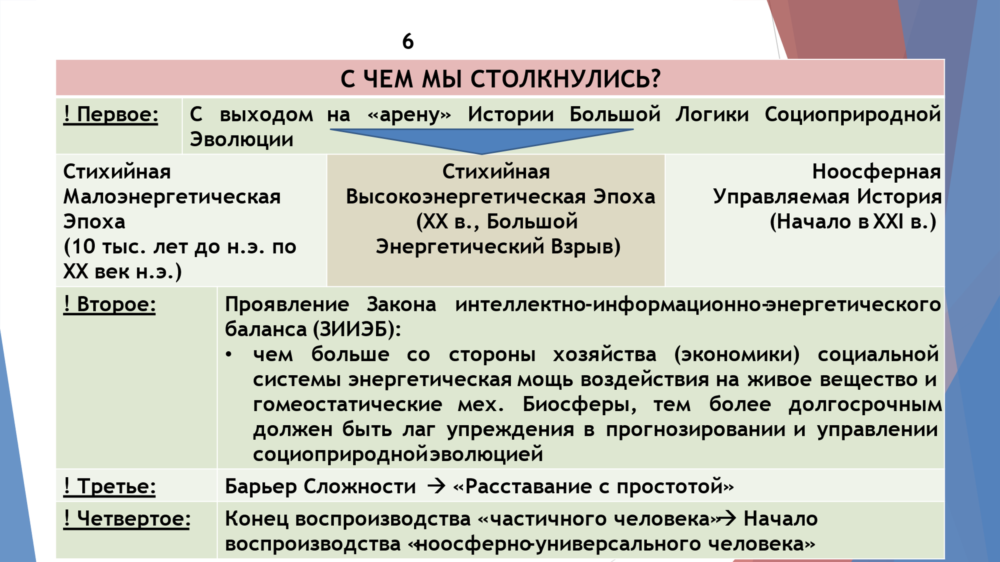 6
С ЧЕМ МЫ СТОЛКНУЛИСЬ?
! Первое:
С выходом на «арену» Истории Большой Логики Социоприродной
Эволюции
Стихийная
Малоэнергетическая
Эпоха
(10 тыс. лет до н.э. по
XX век н.э.)
Стихийная
Высокоэнергетическая Эпоха
(XX в., Большой
Энергетический Взрыв)
Ноосферная
Управляемая История
(Начало в XXI в.)
! Второе:
Проявление Закона интеллектно-информационно-энергетического
баланса (ЗИИЭБ):
• чем больше со стороны хозяйства (экономики) социальной
системы энергетическая мощь воздействия на живое вещество и
гомеостатические мех. Биосферы, тем более долгосрочным
должен быть лаг упреждения в прогнозировании и управлении
социоприродной эволюцией
! Третье:
Барьер Сложности → «Расставание с простотой»
! Четвертое:
Конец воспроизводства «частичного человека»→ Начало
воспроизводства «ноосферно-универсального человека»